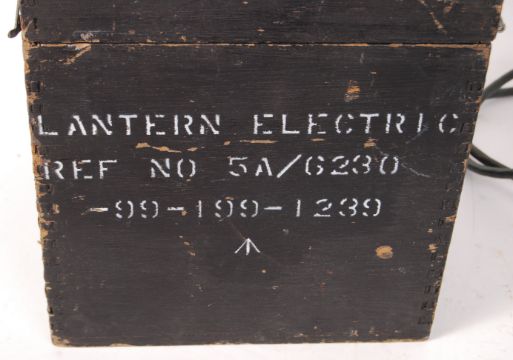 LANTERN ELECTRIC
REF NO 5A/6230
-99-199-1239